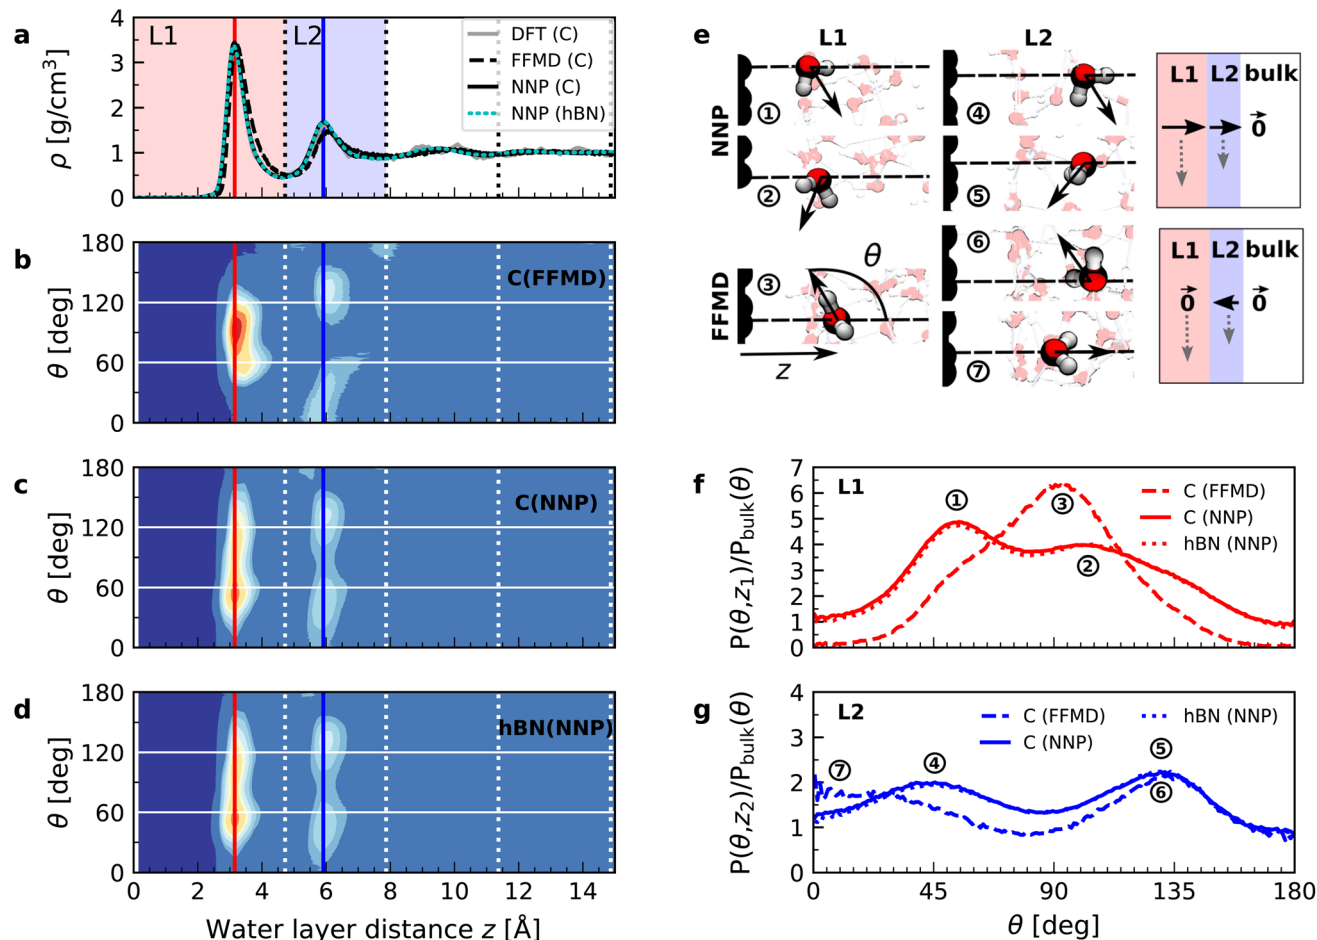 a
L1
L2
DFT (C)
FFMD (C)
NNP (C)
NNP (hBN)
ρ [g/cm³]
4
3
2
1
0
b
C(FFMD)
θ [deg]
180
120
60
0
c
C(NNP)
θ [deg]
180
120
60
0
d
hBN(NNP)
θ [deg]
180
120
60
0
0
2
4
6
8
10
12
14
Water layer distance z [Å]
e
L1
L2
NNP
①
②
④
⑤
FFMD
③
θ
z
⑥
⑦
L1 L2 bulk
0⃗
L1 L2 bulk
0⃗
0⃗
f
L1
C (FFMD)
C (NNP)
hBN (NNP)
①
③
②
P(θ,z₁)/P_bulk(θ)
7
6
5
4
3
2
1
0
g
L2
C (FFMD)
C (NNP)
hBN (NNP)
⑦
④
⑤
⑥
P(θ,z₂)/P_bulk(θ)
4
3
2
1
0
0
45
90
135
180
θ [deg]